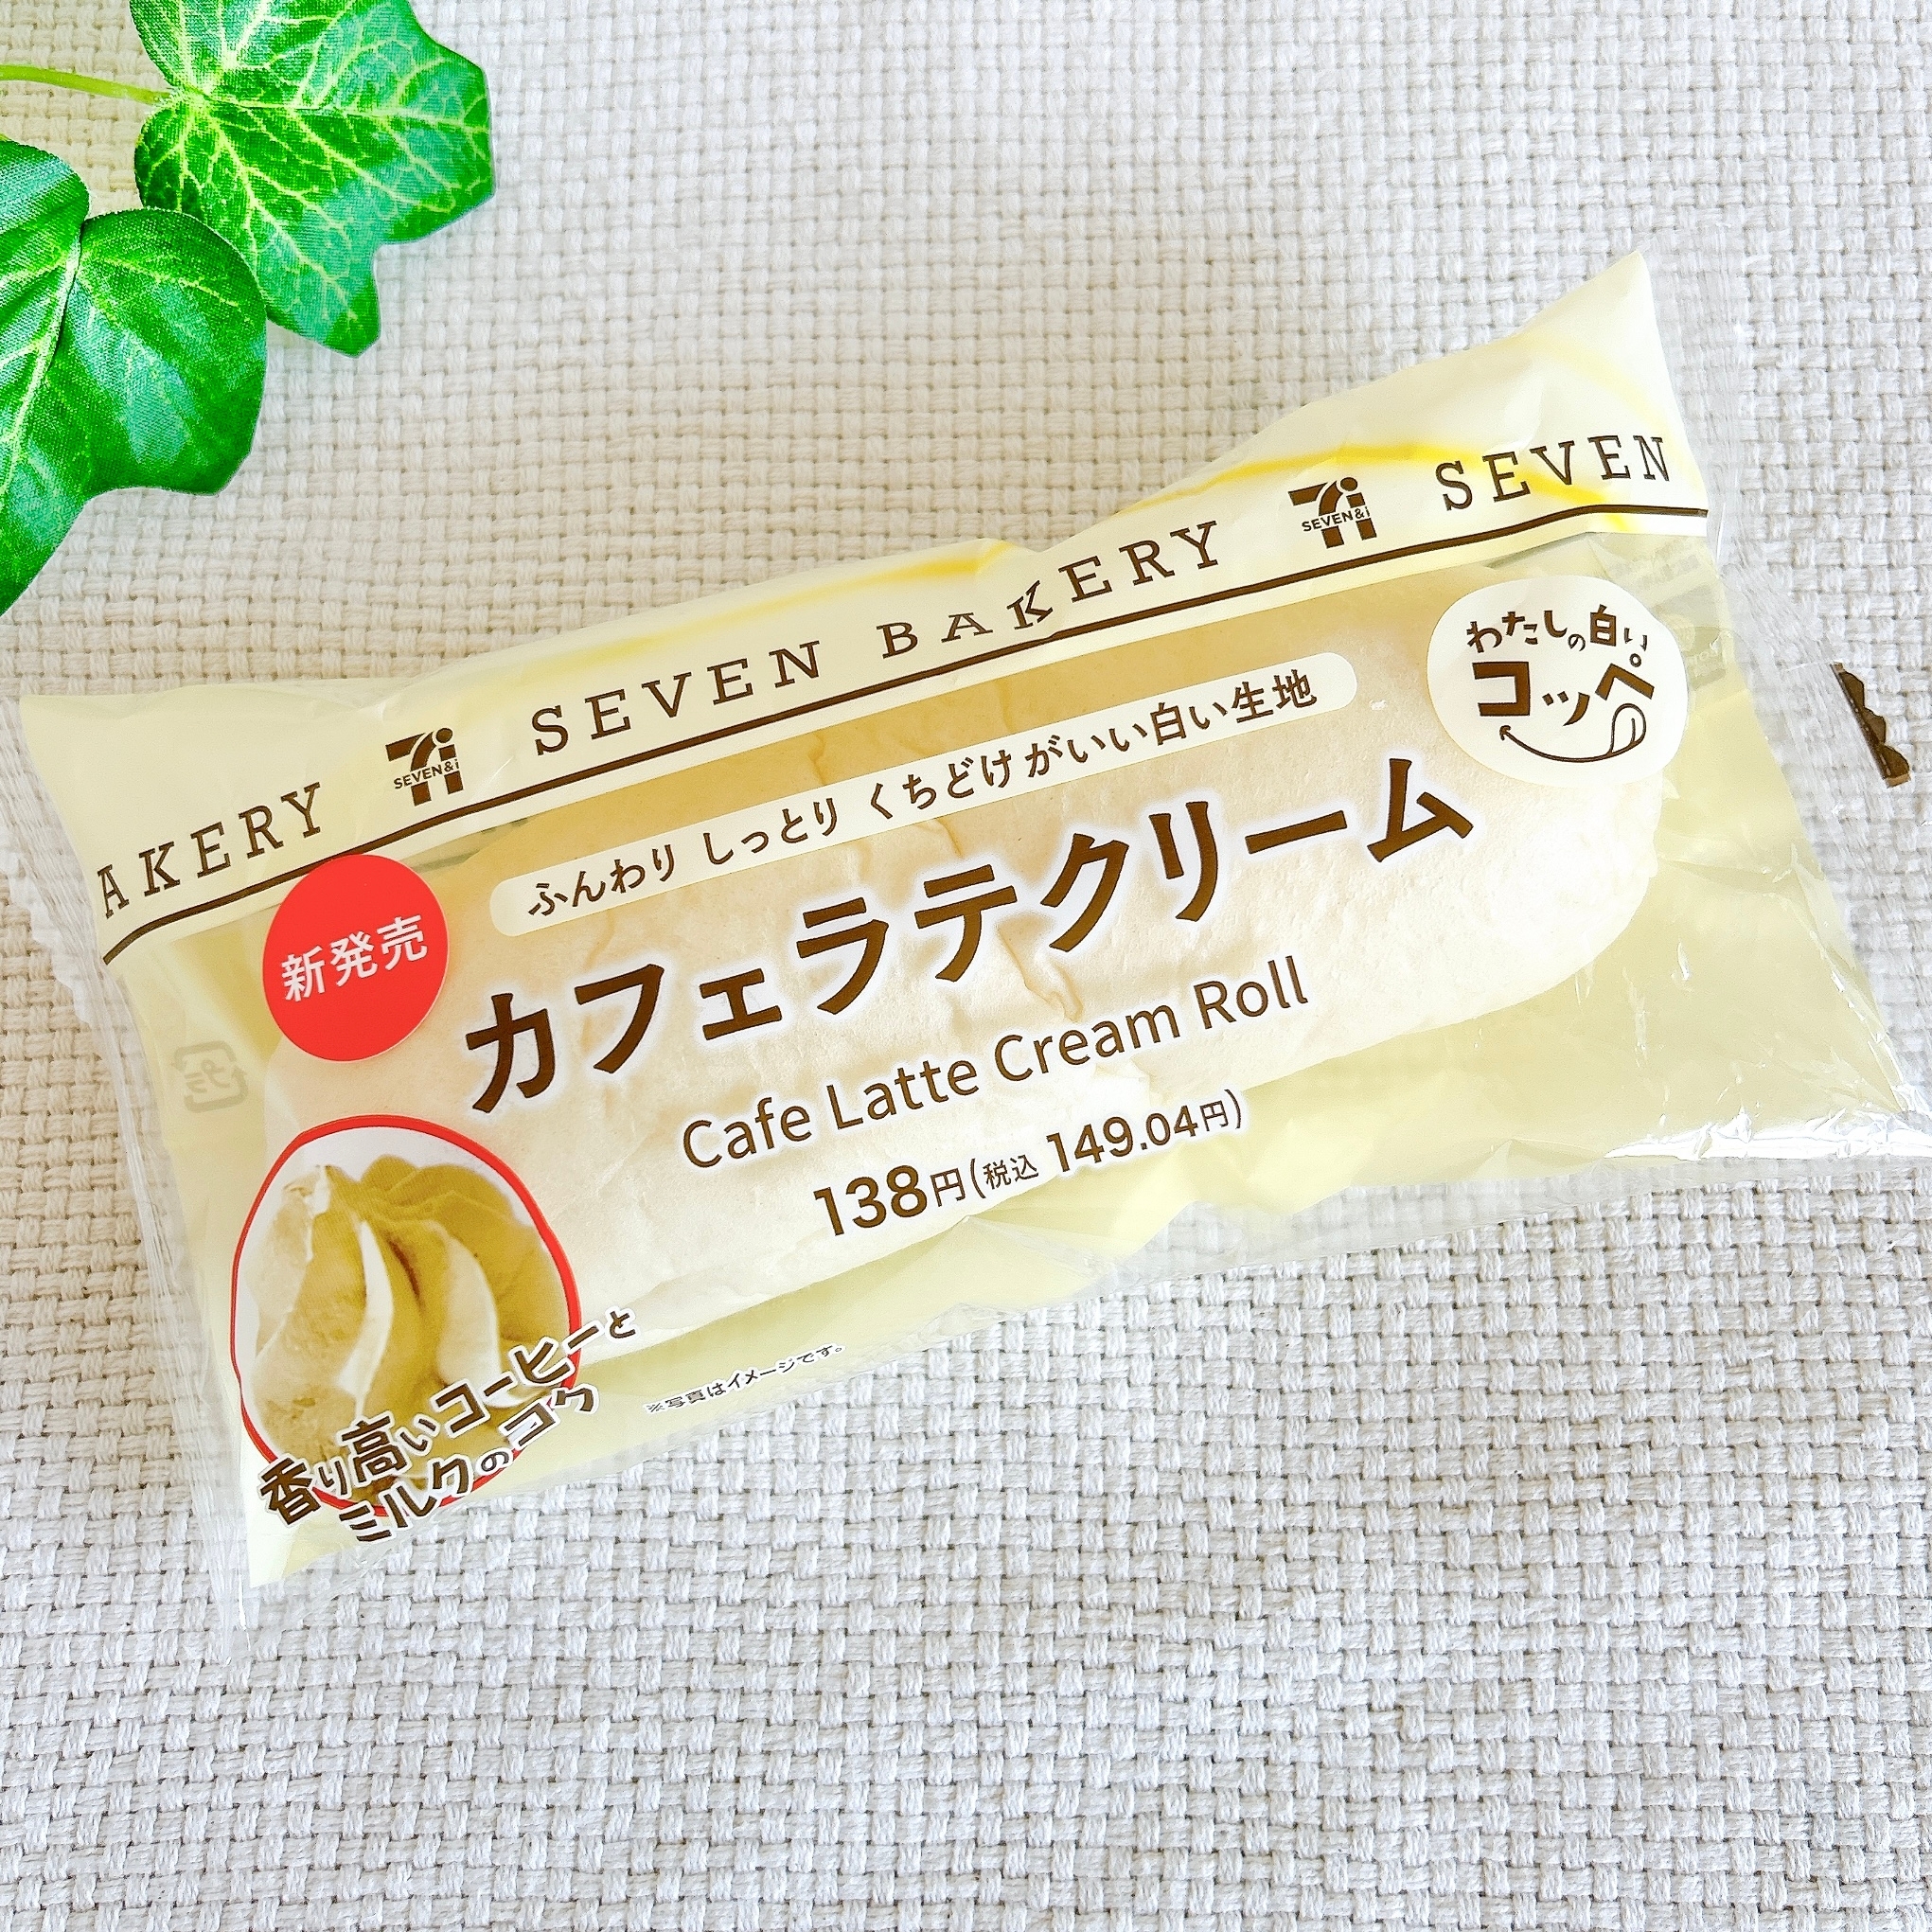 AKERY SEVEN&i SEVEN BAKERY SEVEN&i SEVEN
わたしの白い
コッペ
ふんわり しっとり くちどけがいい白い生地
新発売
カフェラテクリーム
Cafe Latte Cream Roll
138円(税込 149.04円)
プラ
香り高いコーヒーと
ミルクのコク
※写真はイメージです。